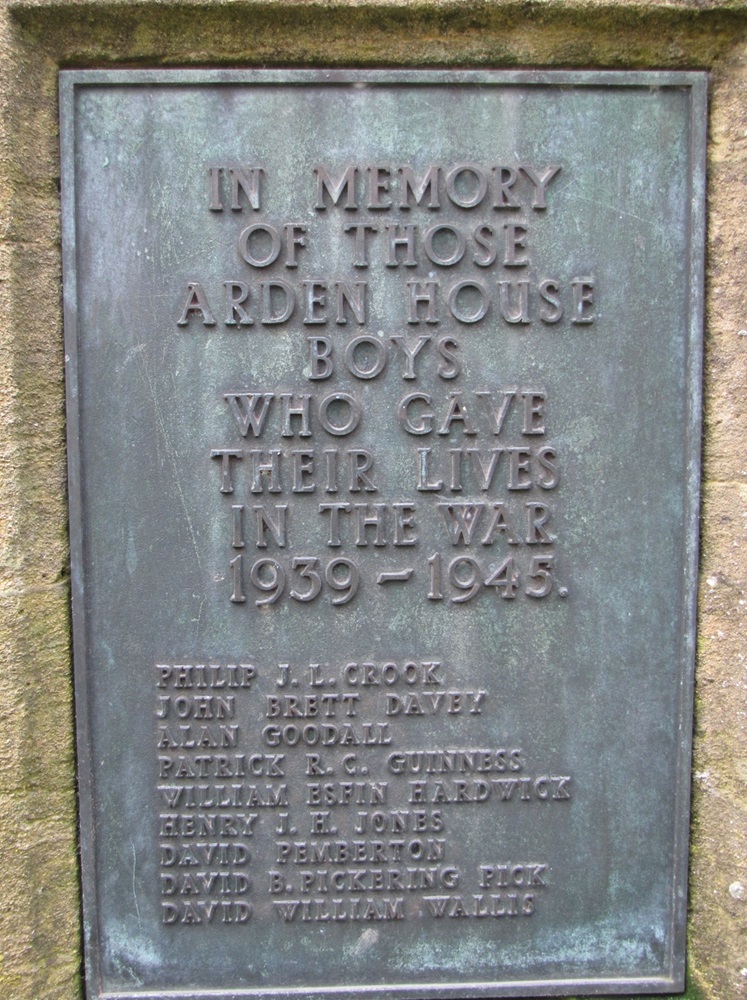 IN MEMORY
OF THOSE
ARDEN HOUSE
BOYS
WHO GAVE
THEIR LIVES
IN THE WAR
1939-1945.
PHILIP J. L. CROOK
JOHN BRETT DAVEY
ALAN GOODALL
PATRICK R. C. GUINNESS
WILLIAM ESFIN HARDWICK
HENRY J. H. JONES
DAVID PEMBERTON
DAVID B. PICKERING PICK
DAVID WILLIAM WALLIS